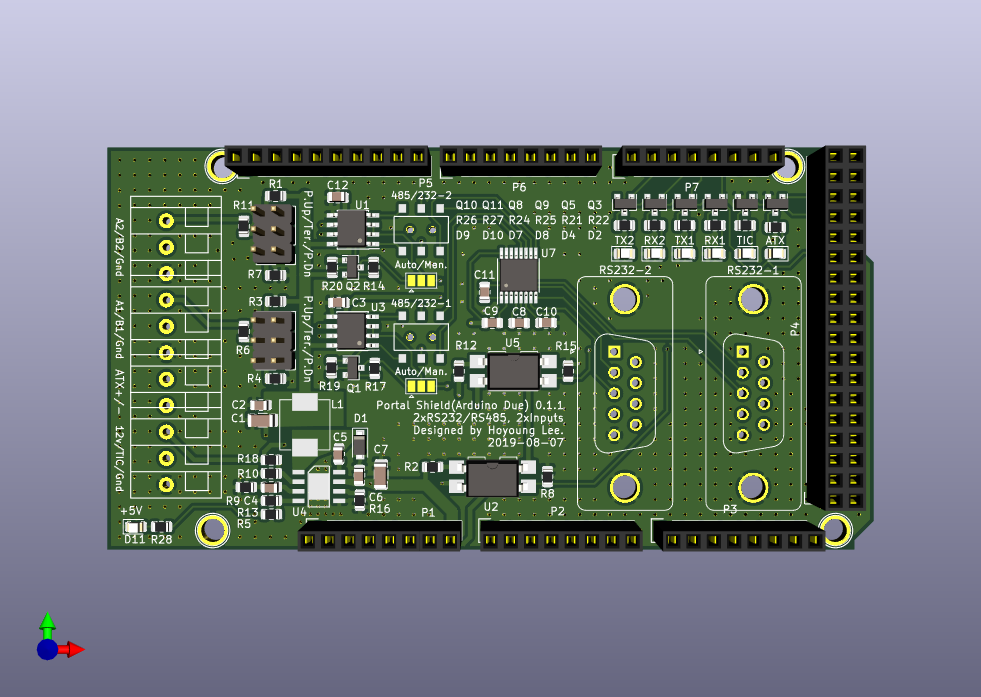 P5
P6
P7
R1
C12
485/232-2
R11
U1
Q10 Q11 Q8 Q9 Q5 Q3
R26 R27 R24 R25 R21 R22
D9 D10 D7 D8 D4 D2
TX2 RX2 TX1 RX1 TIC ATX
P.Up/Ter./P.Dn
A2/B2/Gnd
R7
R20 Q2 R14
Auto/Man.
U7
C11
RS232-2
RS232-1
R3
C3
U3
485/232-1
C9 C8 C10
P4
A1/B1/Gnd
P.Up/Ter./P.Dn
R6
R12
U5
R15
R4
R19 Q1 R17
Auto/Man.
ATX+/-
C2
C1
L1
D1
Portal Shield(Arduino Due) 0.1.1
2xRS232/RS485, 2xInputs
Designed by Hoyoung Lee.
2019-08-07
12v/TIC/Gnd
C5
C7
R18
R10
R2
R9 C4
C6
R8
R13
U4
R16
U2
R5
+5V
D11 R28
P1
P2
P3